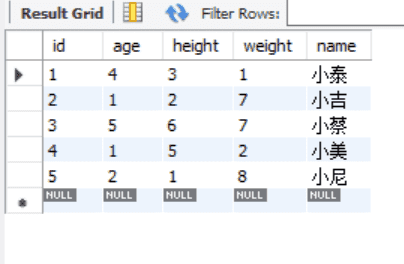 Result Grid Filter Rows:
id age height weight name
1 4 3 1 小泰
2 1 2 7 小吉
3 5 6 7 小蔡
4 1 5 2 小美
5 2 1 8 小尼
NULL NULL NULL NULL NULL